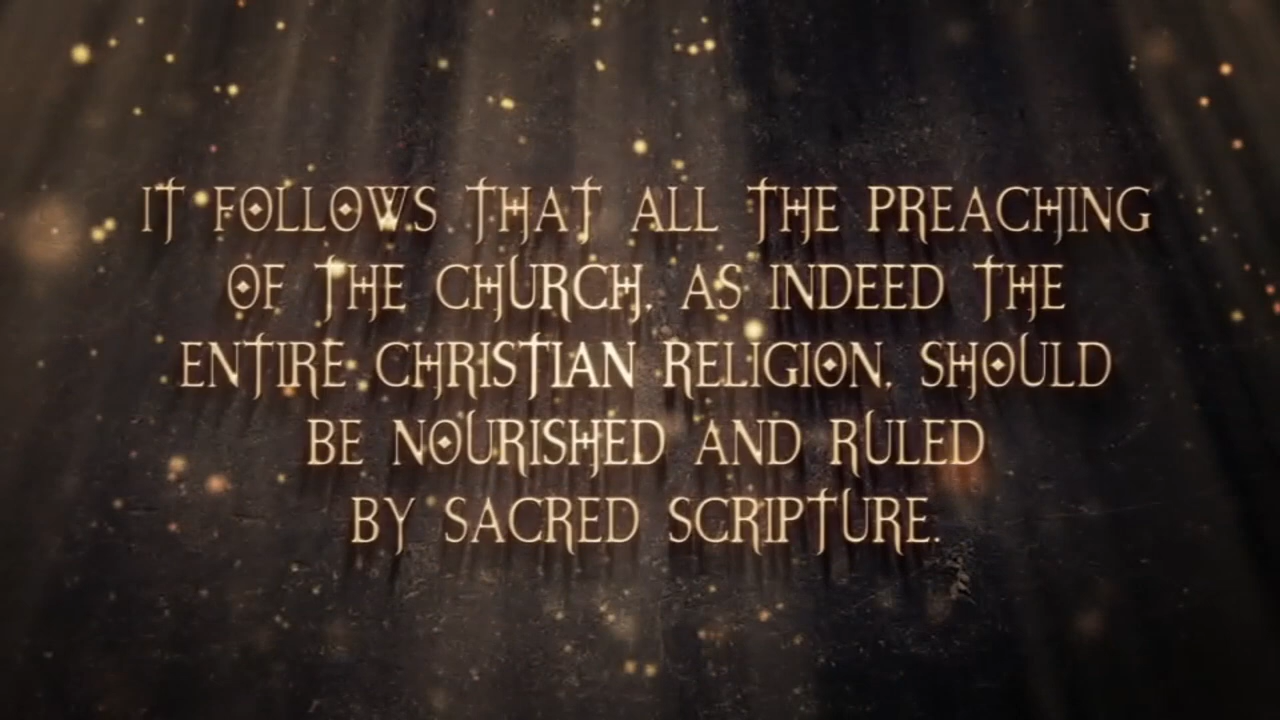 IT FOLLOWS THAT ALL THE PREACHING
OF THE CHURCH, AS INDEED THE
ENTIRE CHRISTIAN RELIGION, SHOULD
BE NOURISHED AND RULED
BY SACRED SCRIPTURE.